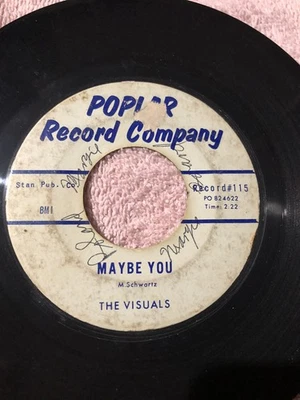 POPLAR
Record Company
Stan Pub. Co.
Record#115
PO 824622
BMI
Time: 2:22
MAYBE YOU
M.Schwartz
THE VISUALS